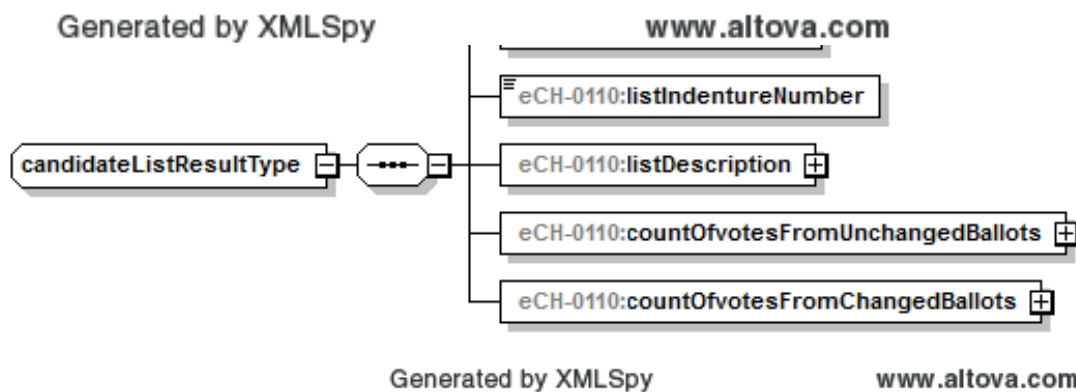 Generated by XMLSpy www.altova.com
eCH-0110:listIndentureNumber
candidateListResultType
eCH-0110:listDescription
eCH-0110:countOfvotesFromUnchangedBallots
eCH-0110:countOfvotesFromChangedBallots
Generated by XMLSpy www.altova.com